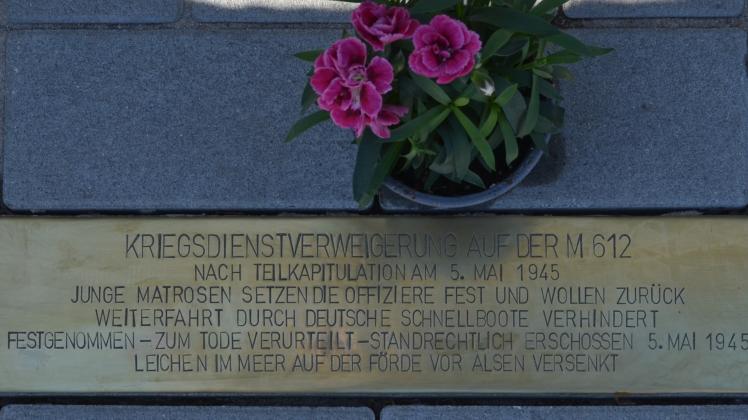 KRIEGSDIENSTVERWEIGERUNG AUF DER M 612
NACH TEILKAPITULATION AM 5. MAI 1945
JUNGE MATROSEN SETZEN DIE OFFIZIERE FEST UND WOLLEN ZURÜCK
WEITERFAHRT DURCH DEUTSCHE SCHNELLBOOTE VERHINDERT
FESTGENOMMEN – ZUM TODE VERURTEILT – STANDRECHTLICH ERSCHOSSEN 5. MAI 1945
LEICHEN IM MEER AUF DER FÖRDE VOR ALSEN VERSENKT